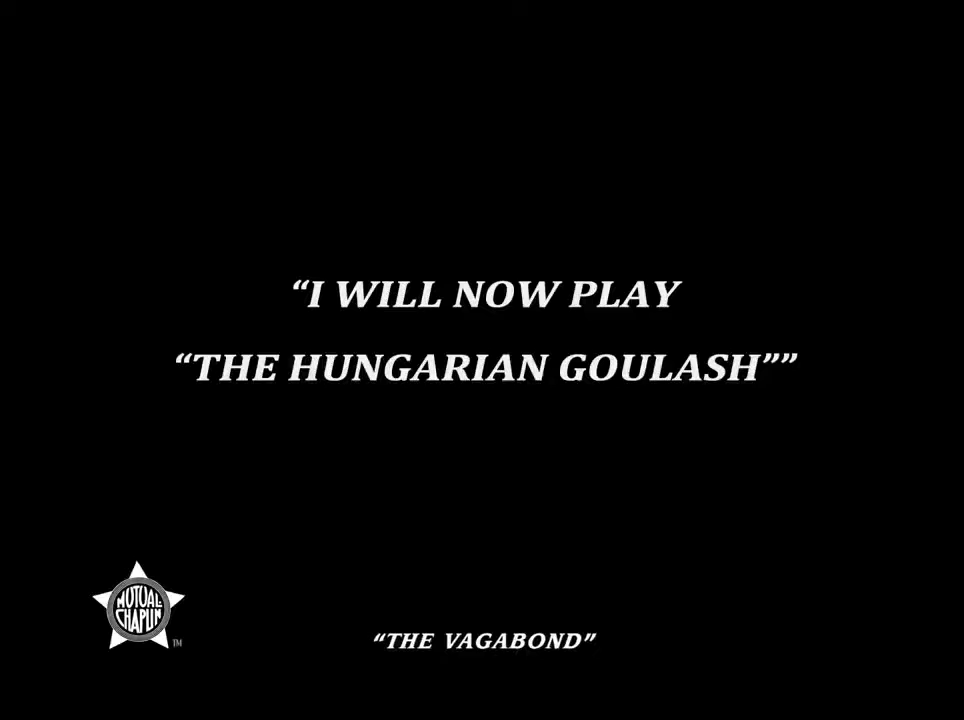 “I WILL NOW PLAY
“THE HUNGARIAN GOULASH””
MUTUAL-
CHAPLIN
TM
“THE VAGABOND”